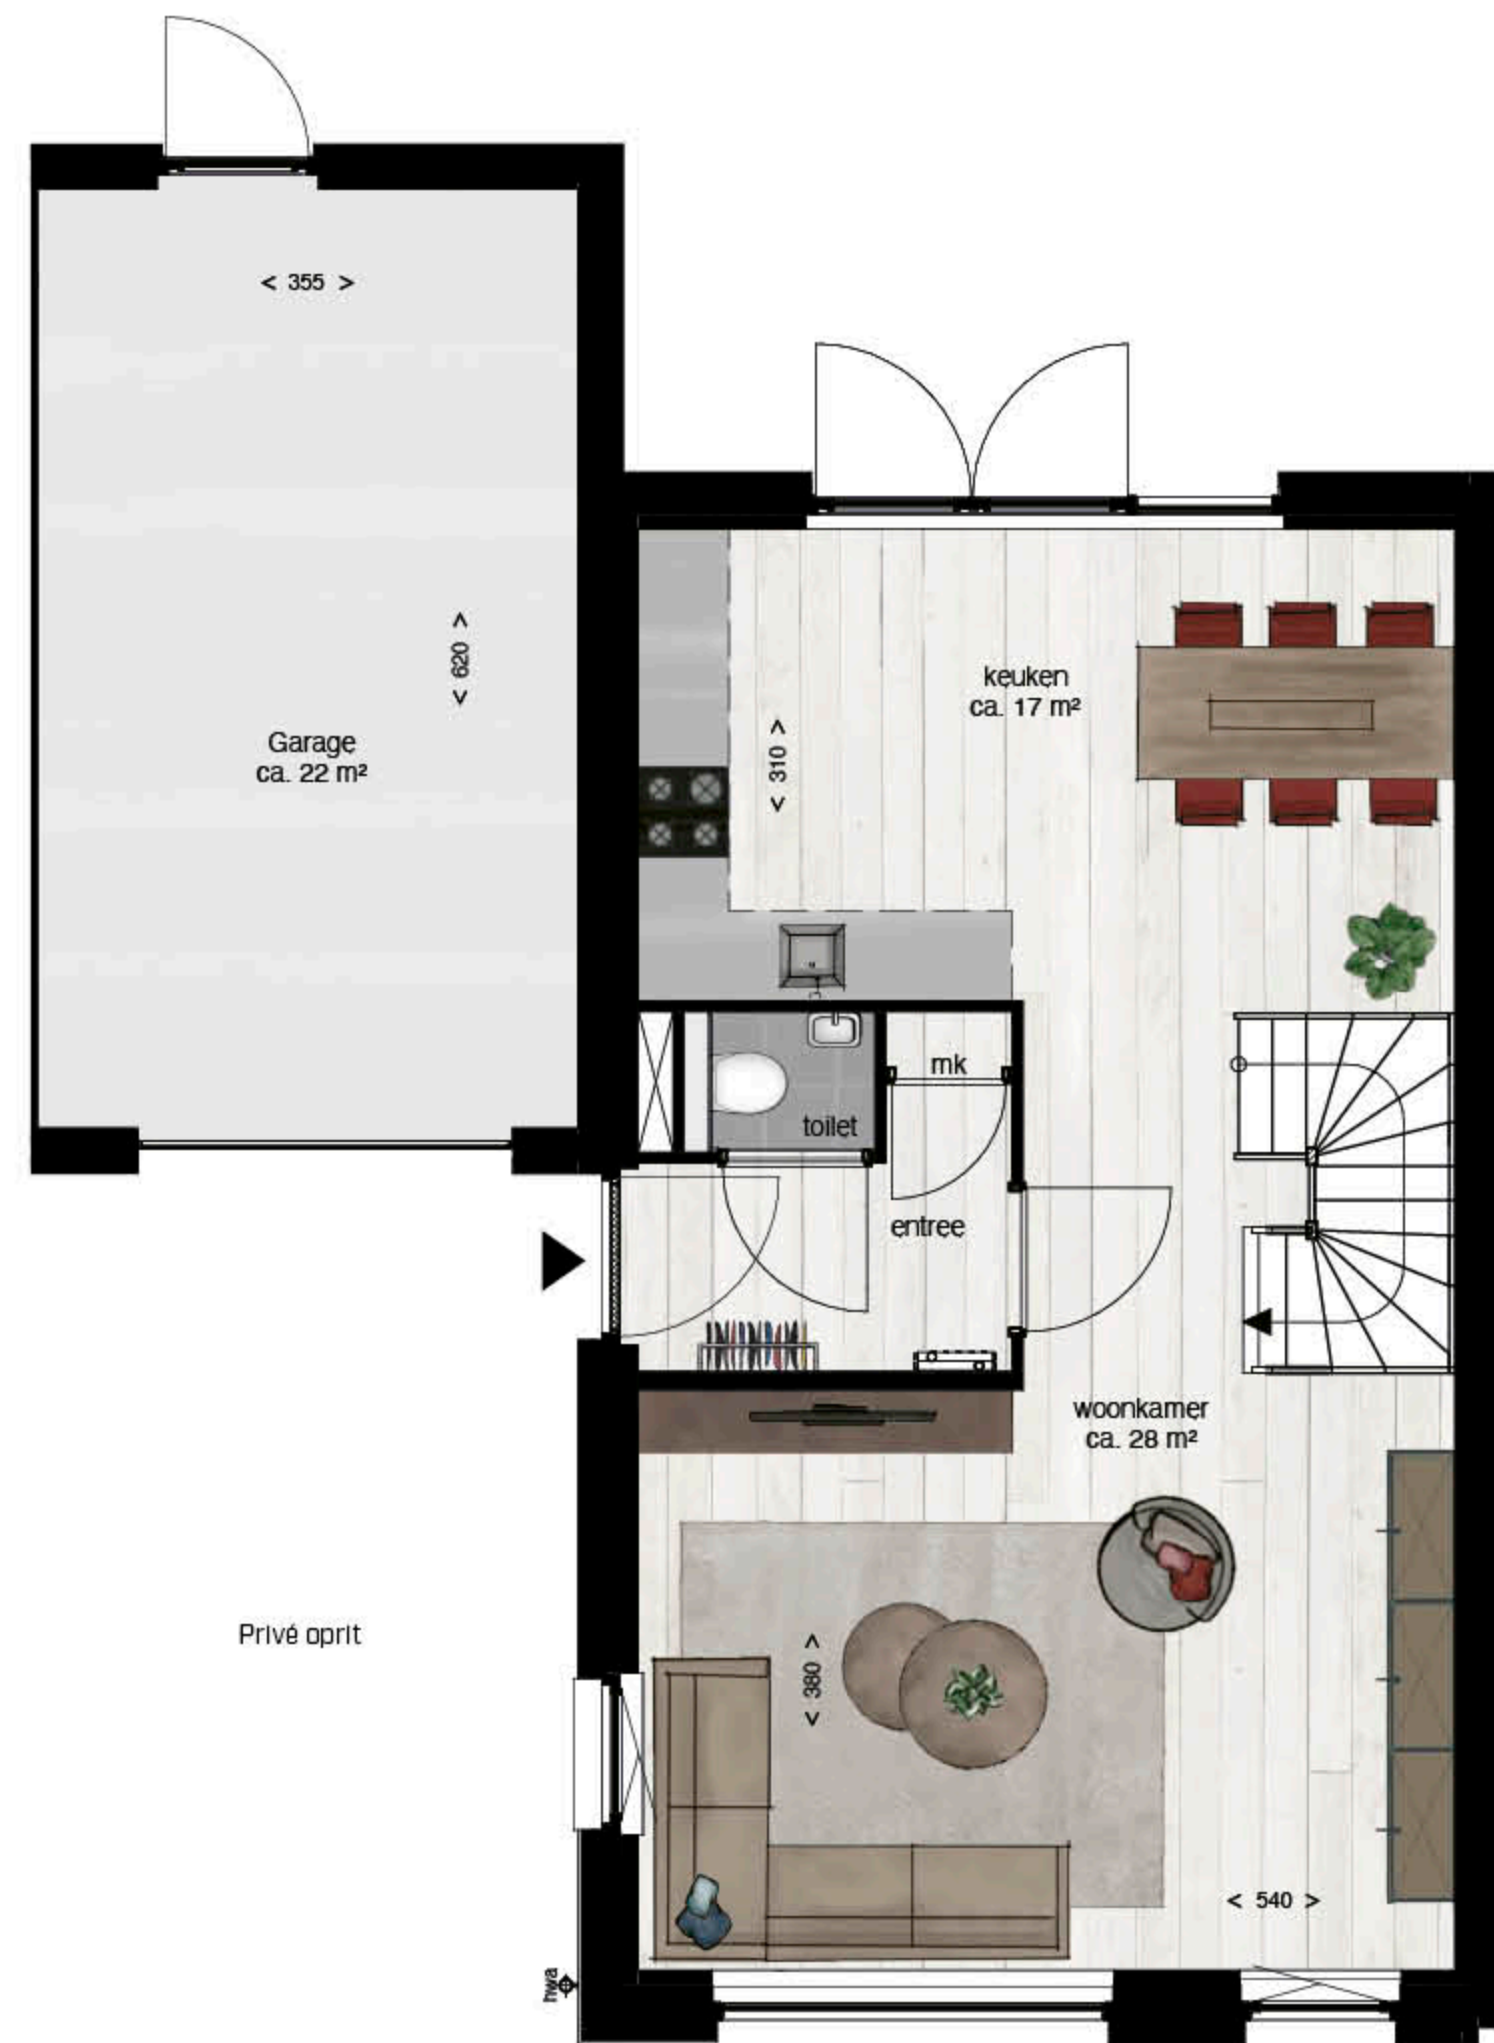 < 355 >
< 620 >
Garage
ca. 22 m²
keuken
ca. 17 m²
< 310 >
mk
toilet
entree
woonkamer
ca. 28 m²
Privé oprit
< 380 >
< 540 >
hwa